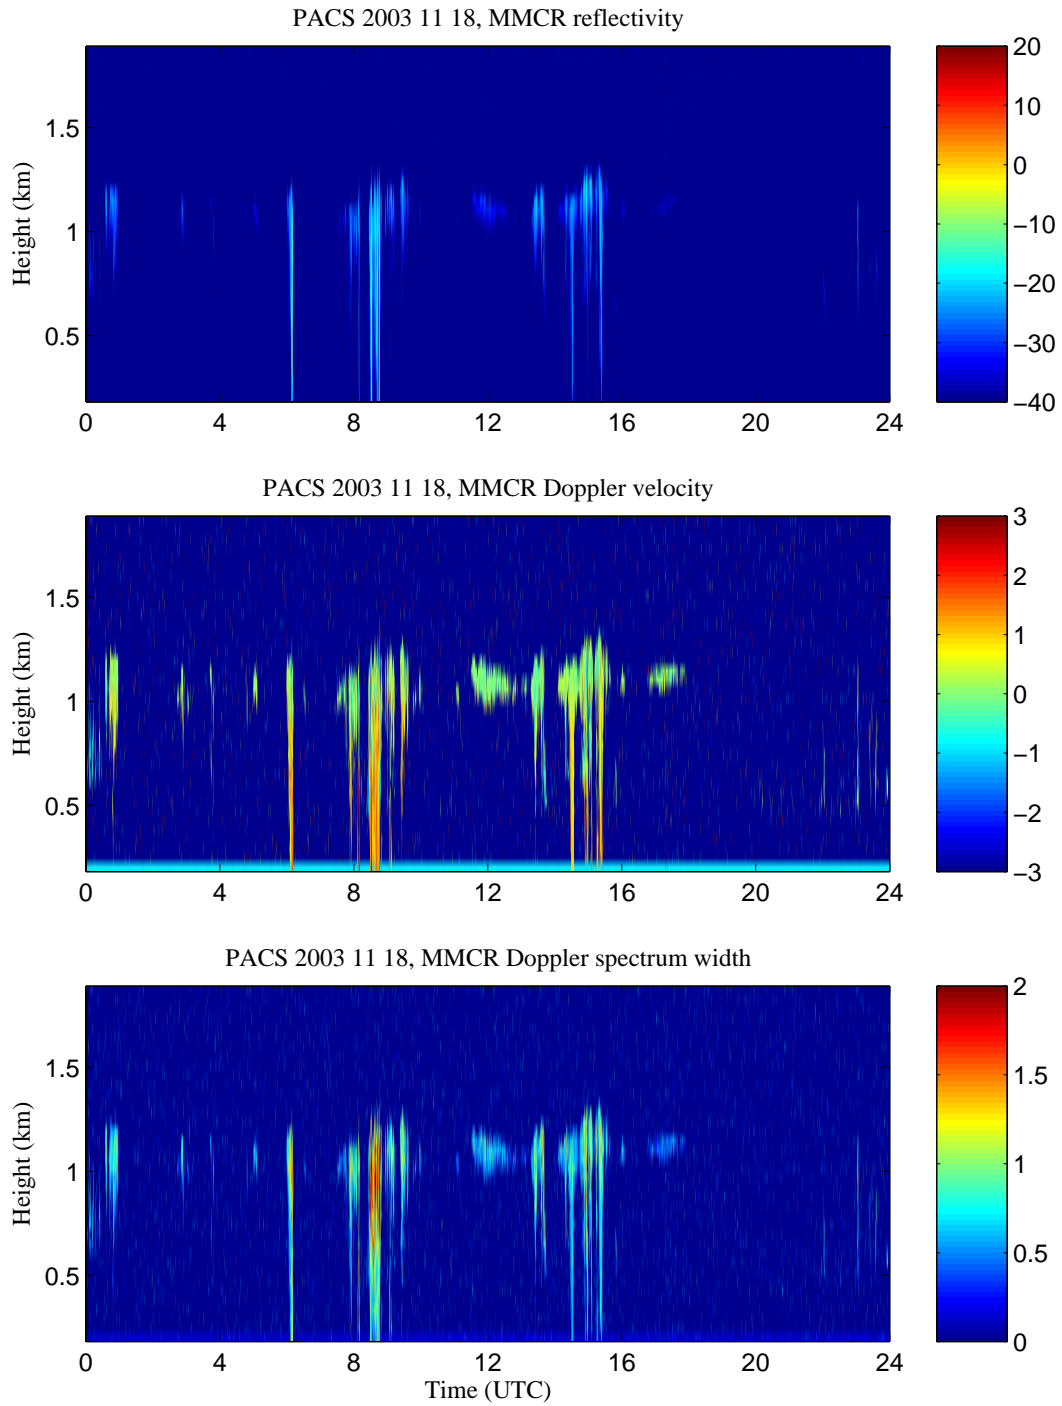 PACS 2003 11 18, MMCR reflectivity
20
10
0
−10
−20
−30
−40
1.5
1
0.5
Height (km)
0 4 8 12 16 20 24
PACS 2003 11 18, MMCR Doppler velocity
3
2
1
0
−1
−2
−3
1.5
1
0.5
Height (km)
0 4 8 12 16 20 24
PACS 2003 11 18, MMCR Doppler spectrum width
2
1.5
1
0.5
0
1.5
1
0.5
Height (km)
0 4 8 12 16 20 24
Time (UTC)